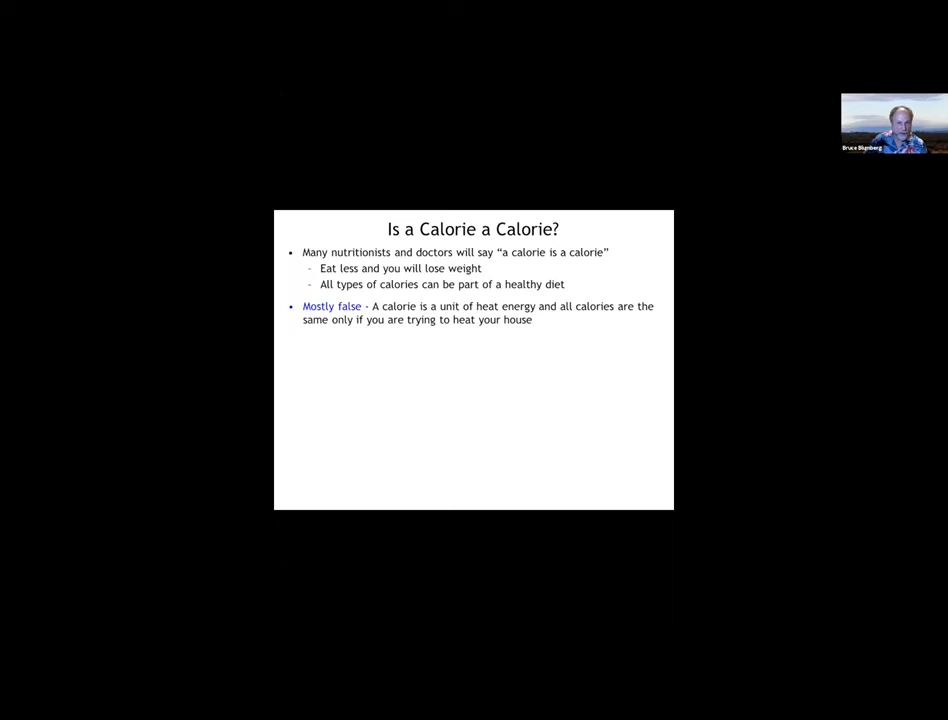 Bruce Blumberg
Is a Calorie a Calorie?
• Many nutritionists and doctors will say “a calorie is a calorie”
- Eat less and you will lose weight
- All types of calories can be part of a healthy diet
• Mostly false - A calorie is a unit of heat energy and all calories are the
same only if you are trying to heat your house